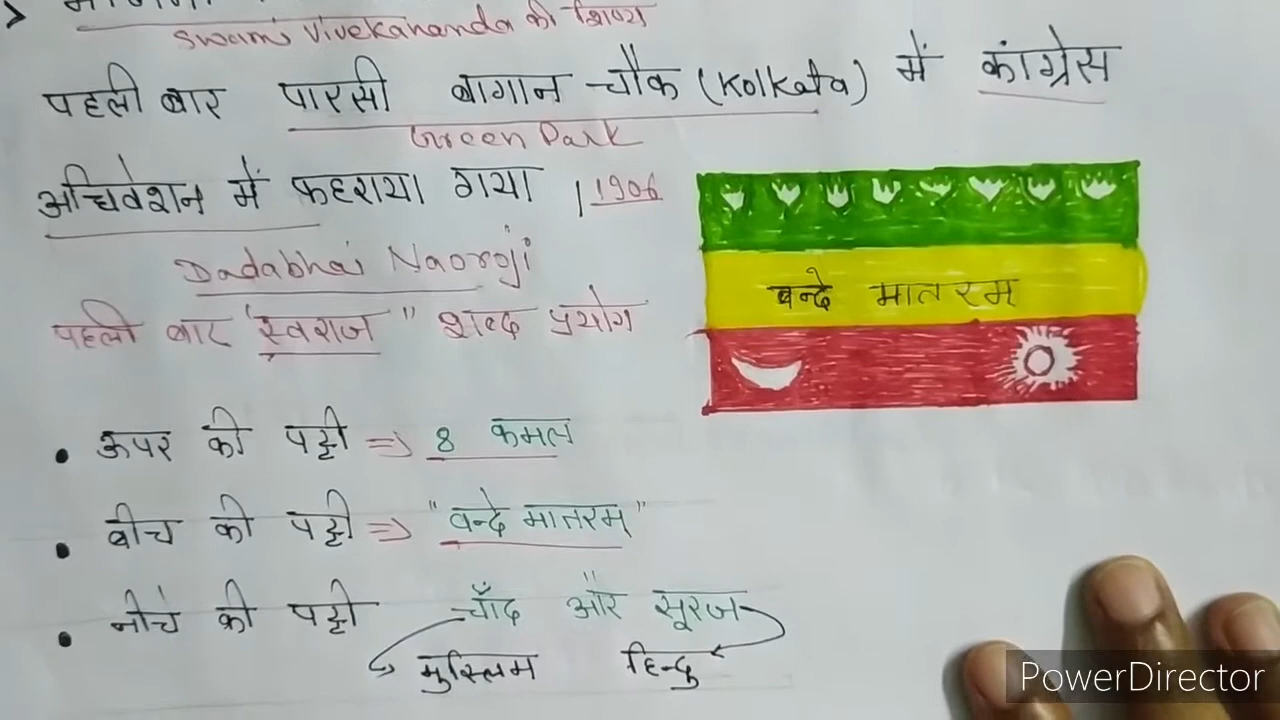 Swami Vivekananda की शिष्य
पहली बार पारसी बागान चौक (Kolkata) में कांग्रेस
Green Park
अधिवेशन में फहराया गया | 1906
Dadabhai Naoroji
पहली बार "स्वराज" शब्द प्रयोग
वन्दे मातरम्
• ऊपर की पट्टी => 8 कमल
• बीच की पट्टी => "वन्दे मातरम्"
• नीचे की पट्टी चाँद और सूरज
मुस्लिम हिन्दु
PowerDirector